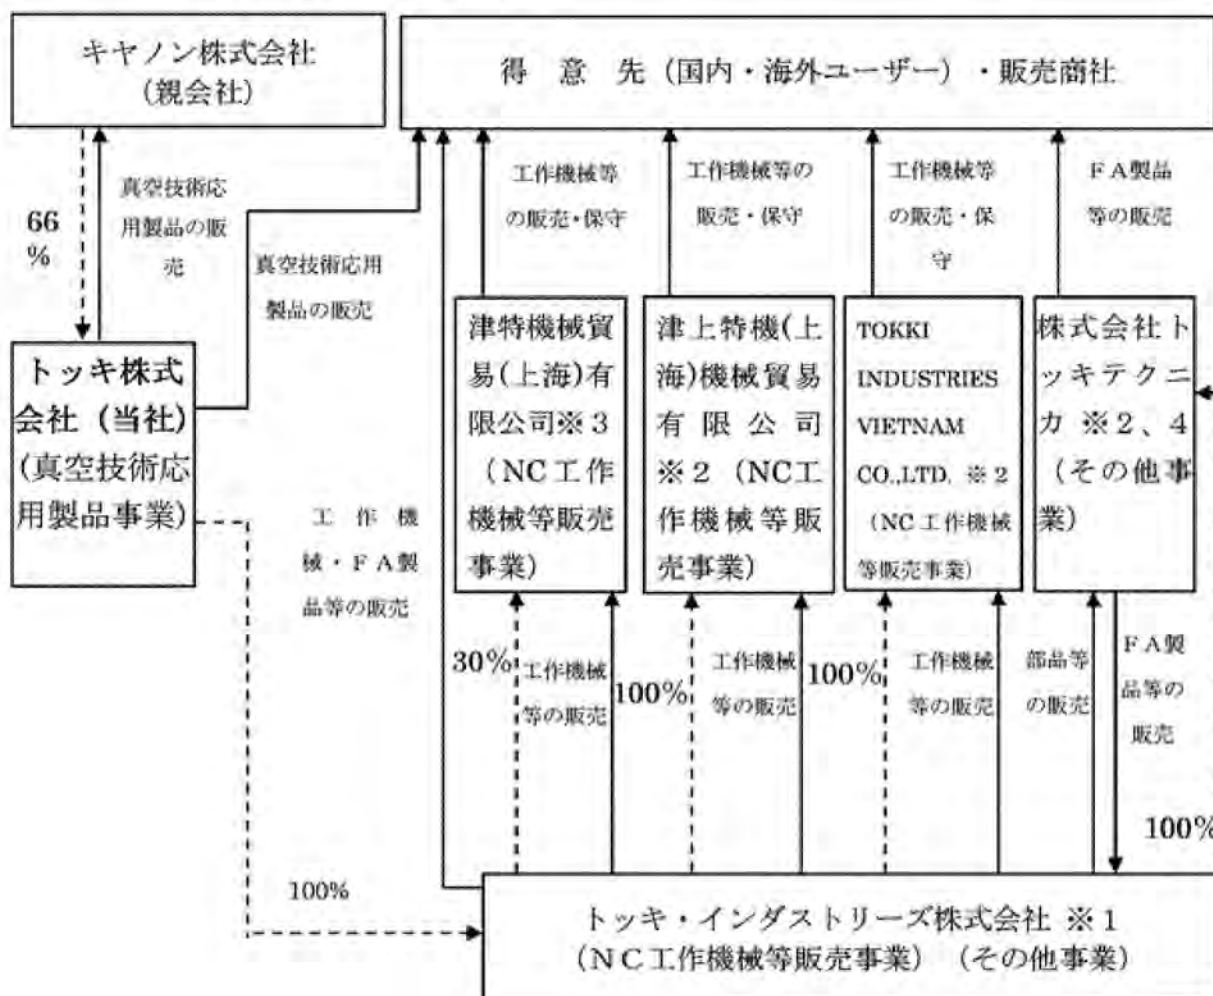 キヤノン株式会社
（親会社）
得　意　先（国内・海外ユーザー）・販売商社
66
%
真空技術応
用製品の販
売
真空技術応用
製品の販売
工作機械等
の販売・保守
工作機械等の
販売・保守
工作機械等
の販売・保
守
ＦＡ製品
等の販売
トッキ株式
会社（当社）
（真空技術応
用製品事業）
津特機械貿
易(上海)有
限公司※３
（NC工作
機械等販売
事業）
津上特機(上
海)機械貿易
有限公司
※２（NC工
作機械等販
売事業）
TOKKI
INDUSTRIES
VIETNAM
CO.,LTD. ※２
（NC工作機械
等販売事業）
株式会社ト
ッキテクニ
カ ※２、４
（その他事
業）
工　作　機
械・ＦＡ製
品等の販売
30%
工作機械
等の販売
100%
工作機械
等の販売
100%
工作機械
等の販売
部品等
の販売
ＦＡ製
品等の
販売
100%
100%
トッキ・インダストリーズ株式会社 ※１
（ＮＣ工作機械等販売事業）（その他事業）